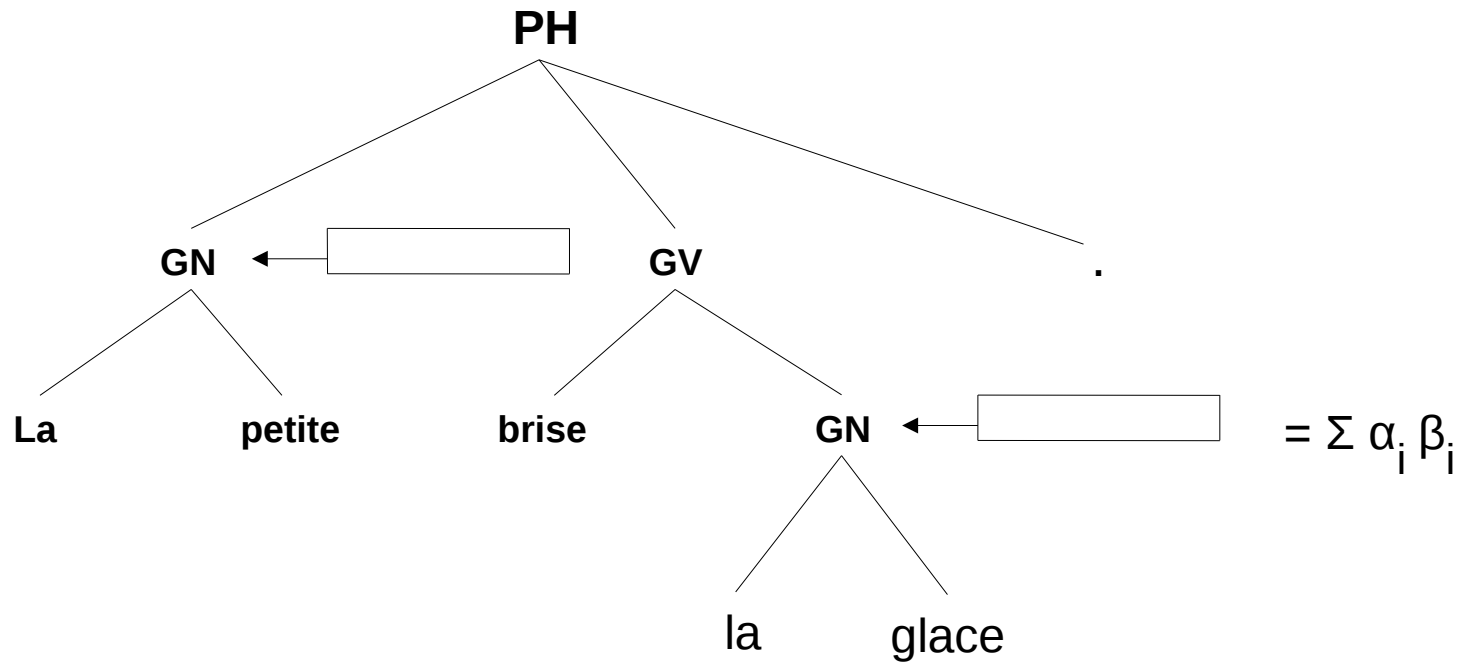 PH
GN GV .
La petite brise GN = Σ αi βi
la glace